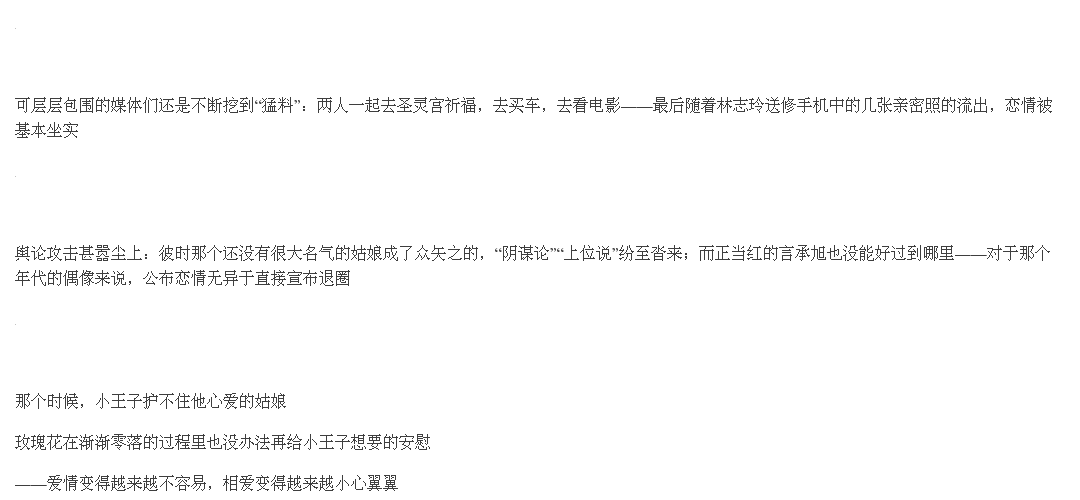 可层层包围的媒体们还是不断挖到“猛料”：两人一起去圣灵宫祈福，去买车，去看电影——最后随着林志玲送修手机中的几张亲密照的流出，恋情被
基本坐实
舆论攻击甚嚣尘上：彼时那个还没有很大名气的姑娘成了众矢之的，“阴谋论”“上位说”纷至沓来；而正当红的言承旭也没能好过到哪里——对于那个
年代的偶像来说，公布恋情无异于直接宣布退圈
那个时候，小王子护不住他心爱的姑娘
玫瑰花在渐渐零落的过程里也没办法再给小王子想要的安慰
——爱情变得越来越不容易，相爱变得越来越小心翼翼